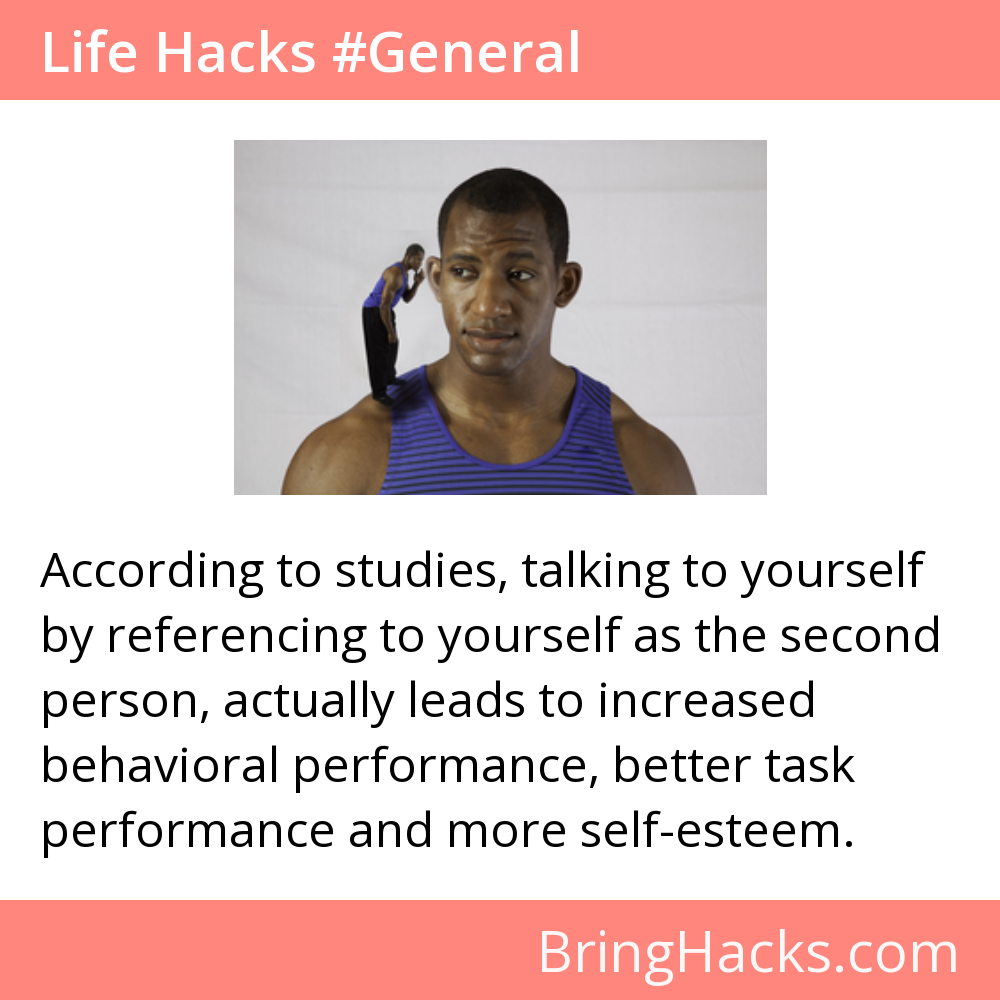 Life Hacks #General
According to studies, talking to yourself
by referencing to yourself as the second
person, actually leads to increased
behavioral performance, better task
performance and more self-esteem.
BringHacks.com